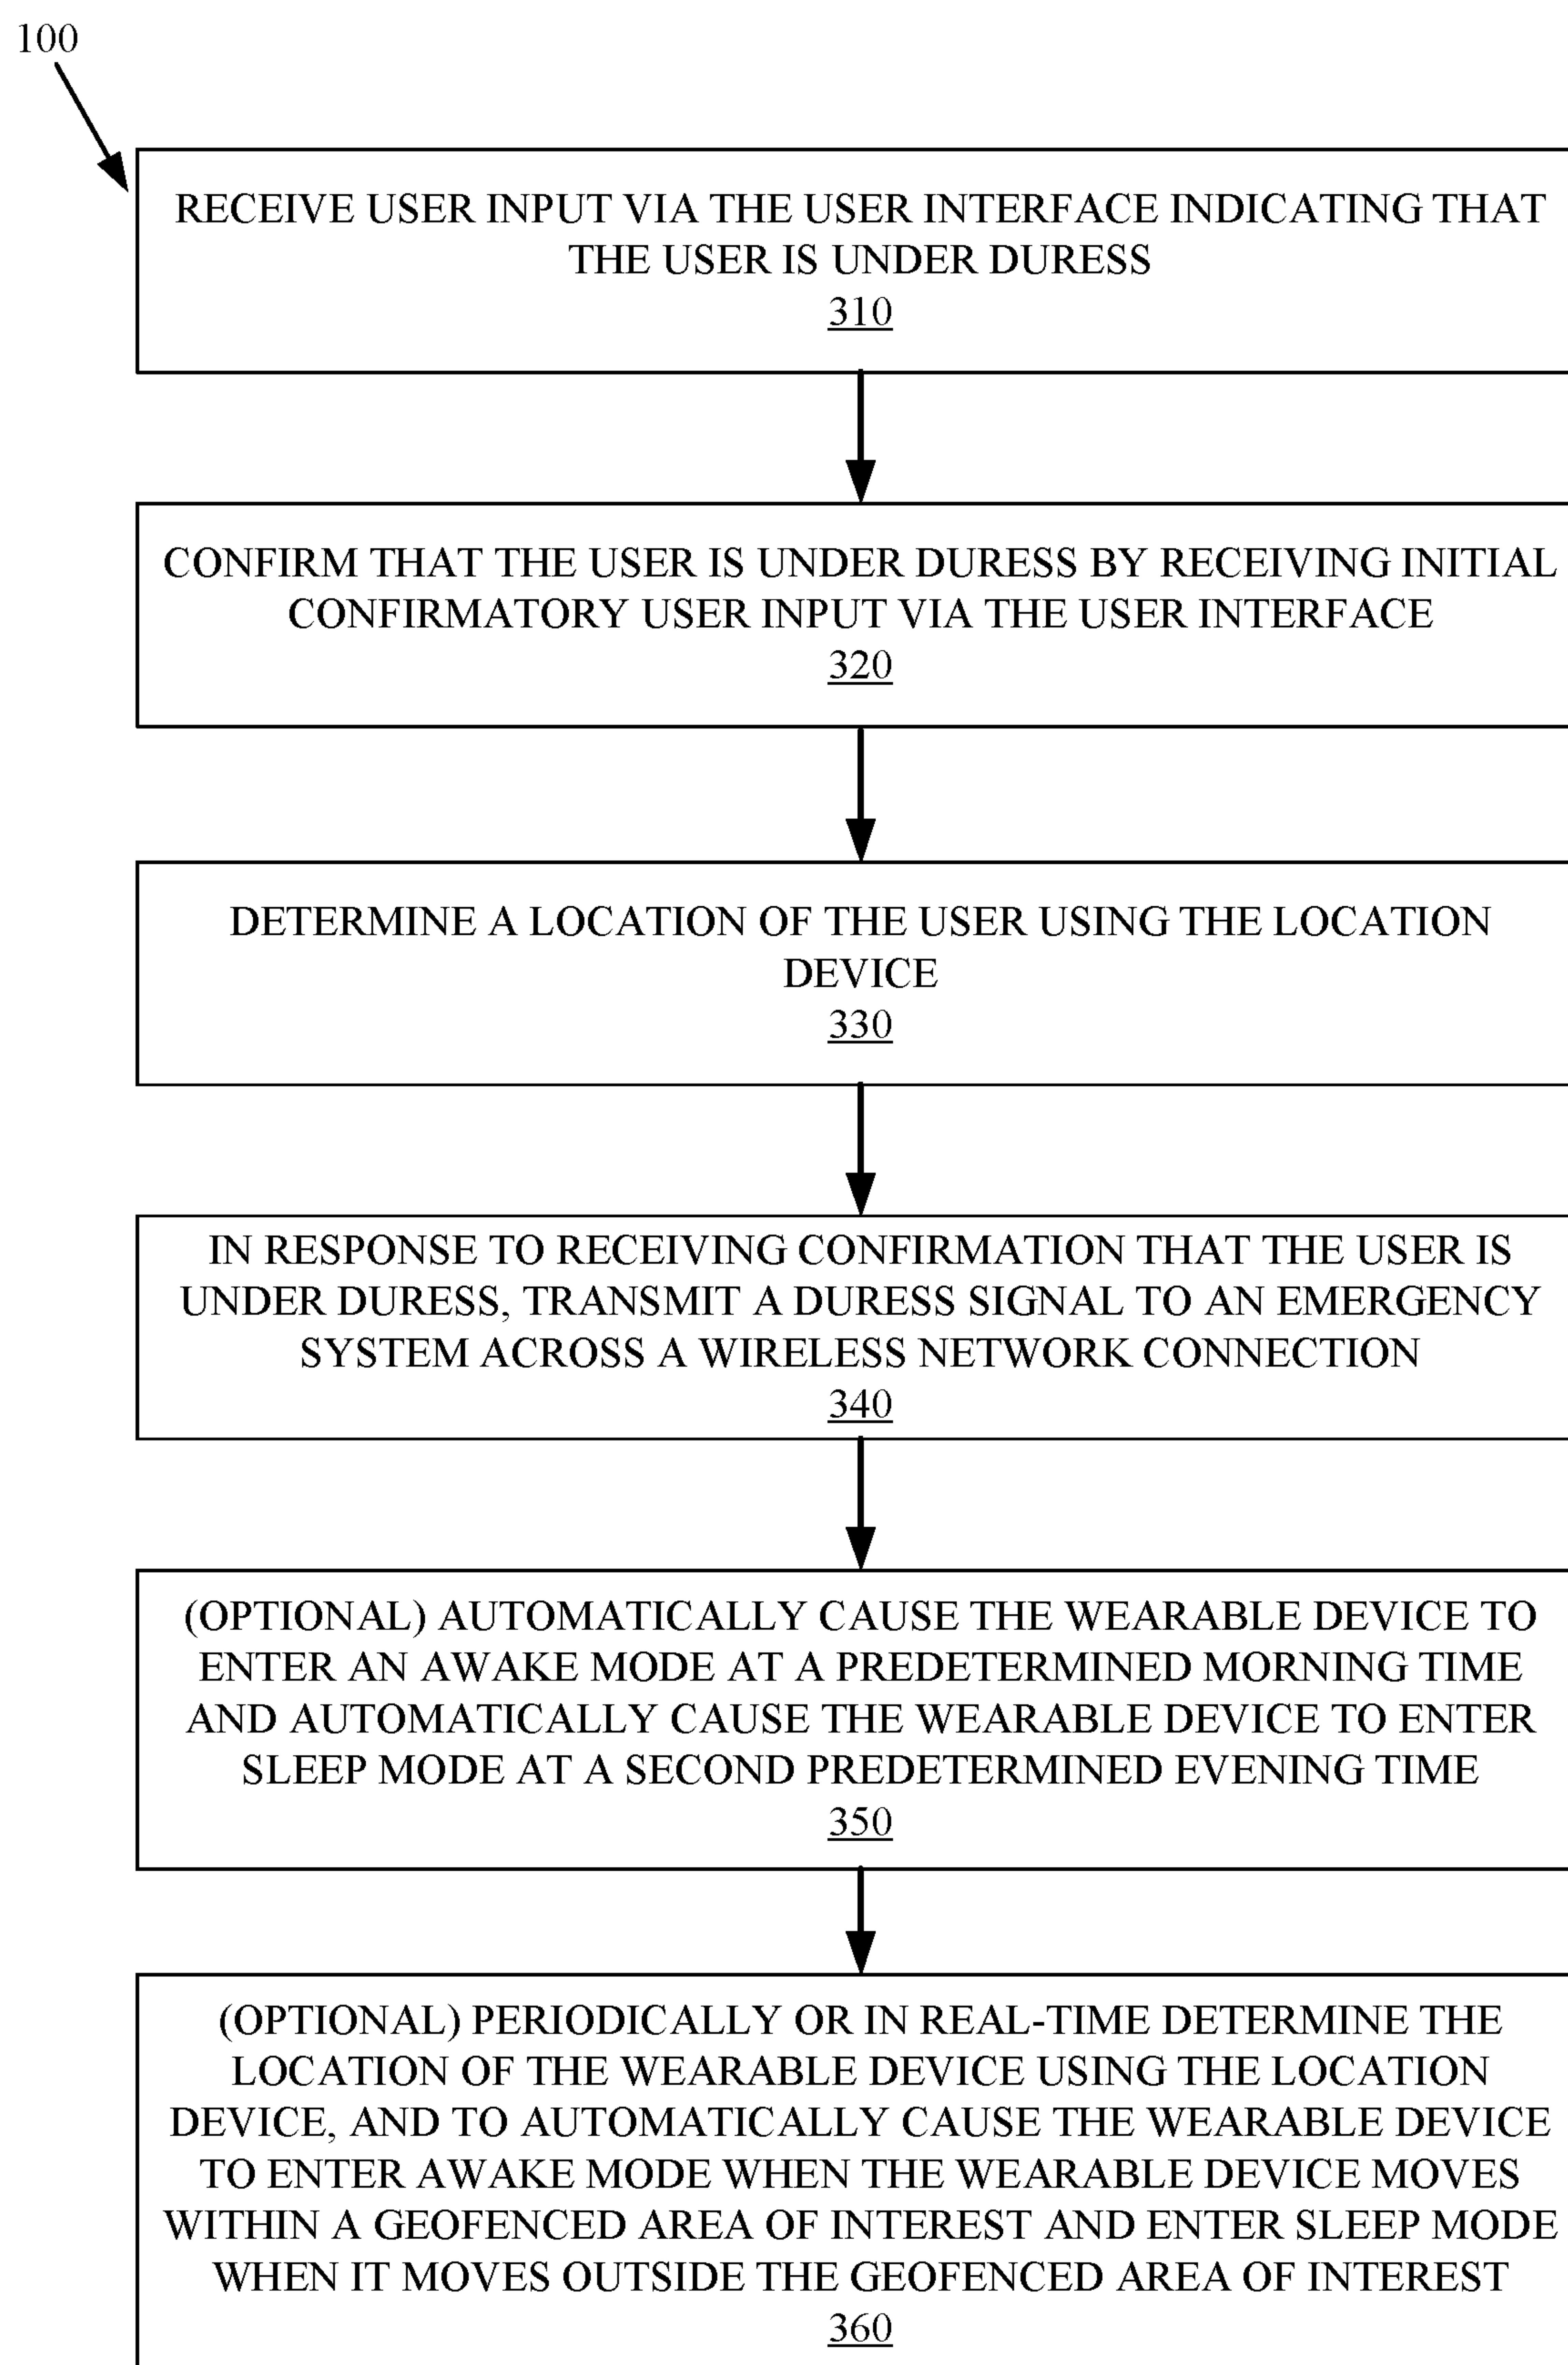 100
RECEIVE USER INPUT VIA THE USER INTERFACE INDICATING THAT
THE USER IS UNDER DURESS
310
CONFIRM THAT THE USER IS UNDER DURESS BY RECEIVING INITIAL
CONFIRMATORY USER INPUT VIA THE USER INTERFACE
320
DETERMINE A LOCATION OF THE USER USING THE LOCATION
DEVICE
330
IN RESPONSE TO RECEIVING CONFIRMATION THAT THE USER IS
UNDER DURESS, TRANSMIT A DURESS SIGNAL TO AN EMERGENCY
SYSTEM ACROSS A WIRELESS NETWORK CONNECTION
340
(OPTIONAL) AUTOMATICALLY CAUSE THE WEARABLE DEVICE TO
ENTER AN AWAKE MODE AT A PREDETERMINED MORNING TIME
AND AUTOMATICALLY CAUSE THE WEARABLE DEVICE TO ENTER
SLEEP MODE AT A SECOND PREDETERMINED EVENING TIME
350
(OPTIONAL) PERIODICALLY OR IN REAL-TIME DETERMINE THE
LOCATION OF THE WEARABLE DEVICE USING THE LOCATION
DEVICE, AND TO AUTOMATICALLY CAUSE THE WEARABLE DEVICE
TO ENTER AWAKE MODE WHEN THE WEARABLE DEVICE MOVES
WITHIN A GEOFENCED AREA OF INTEREST AND ENTER SLEEP MODE
WHEN IT MOVES OUTSIDE THE GEOFENCED AREA OF INTEREST
360